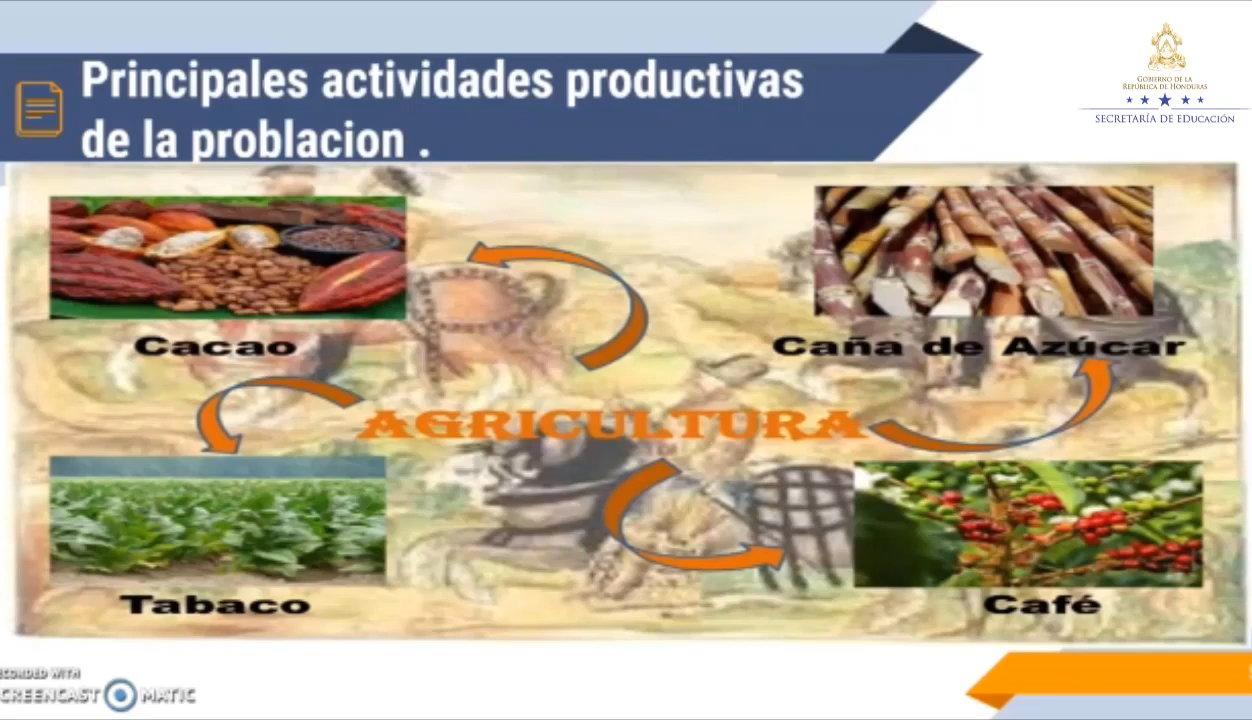 Principales actividades productivas
de la problacion .
GOBIERNO DE LA
REPÚBLICA DE HONDURAS
SECRETARÍA DE EDUCACIÓN
Cacao
Caña de Azúcar
AGRICULTURA
Tabaco
Café
RECORDED WITH
SCREENCAST MATIC